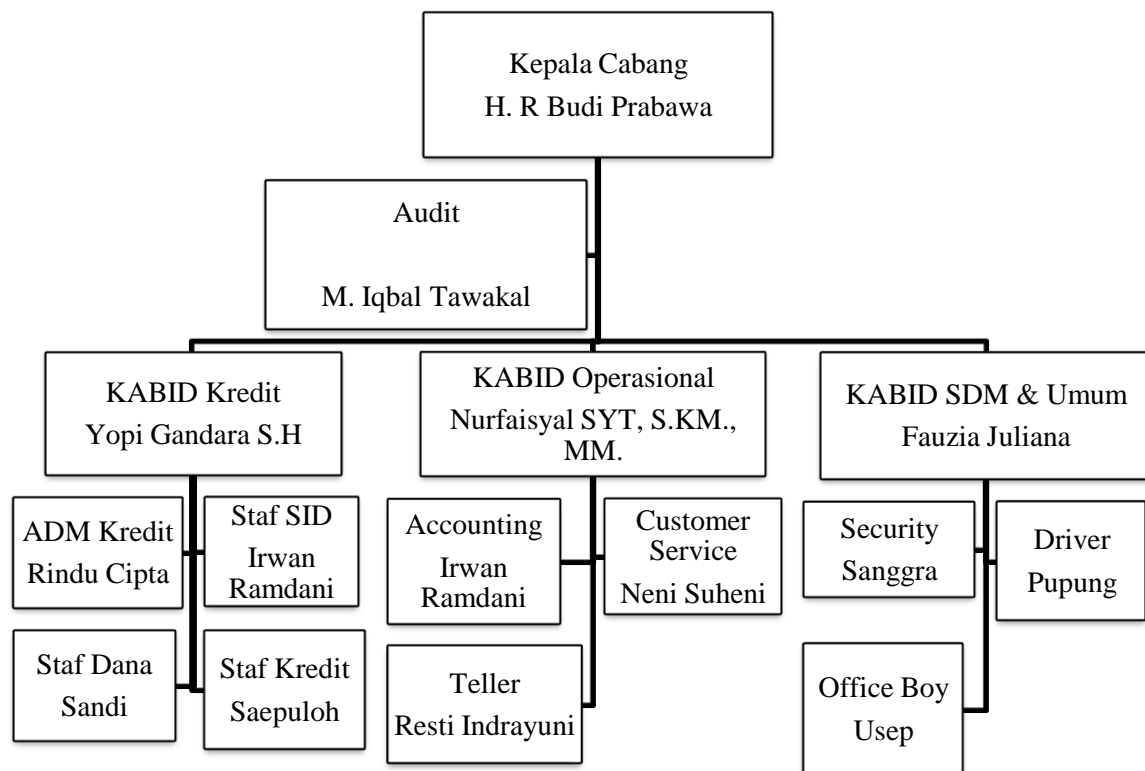 Kepala Cabang
H. R Budi Prabawa
Audit
M. Iqbal Tawakal
KABID Kredit
Yopi Gandara S.H
KABID Operasional
Nurfaisyal SYT, S.KM.,
MM.
KABID SDM & Umum
Fauzia Juliana
ADM Kredit
Rindu Cipta
Staf SID
Irwan
Ramdani
Staf Dana
Sandi
Staf Kredit
Saepuloh
Accounting
Irwan
Ramdani
Customer
Service
Neni Suheni
Teller
Resti Indrayuni
Security
Sanggra
Driver
Pupung
Office Boy
Usep